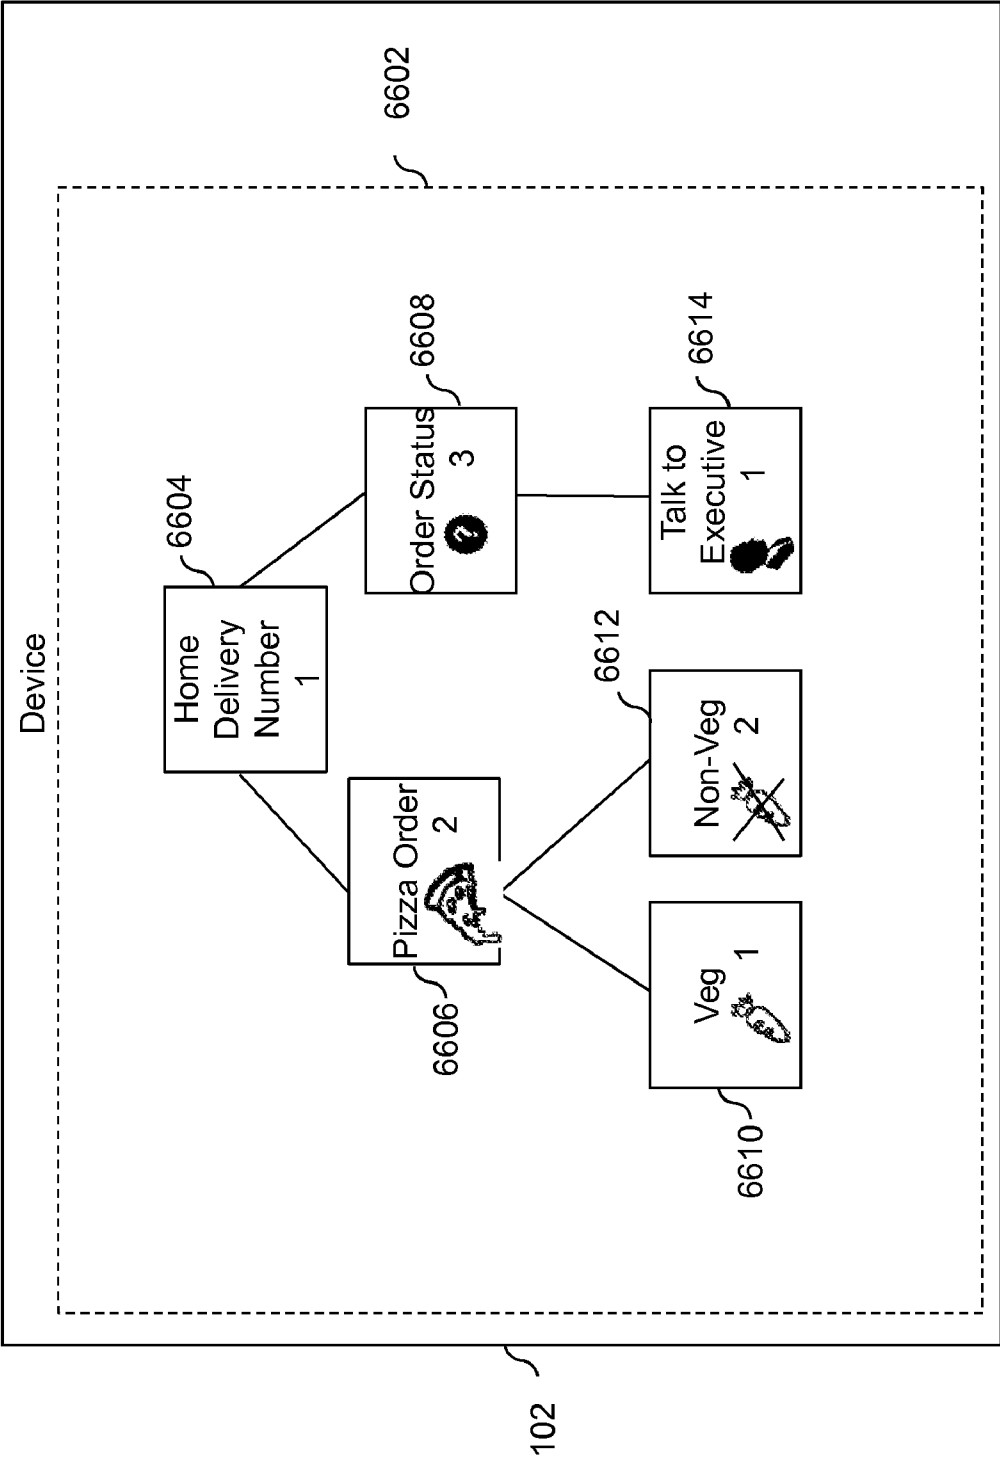 Device
6602
6604
Home
Delivery
Number
1
6606
Pizza Order
2
6608
Order Status
3
6610
Veg
1
6612
Non-Veg
2
6614
Talk to
Executive
1
102